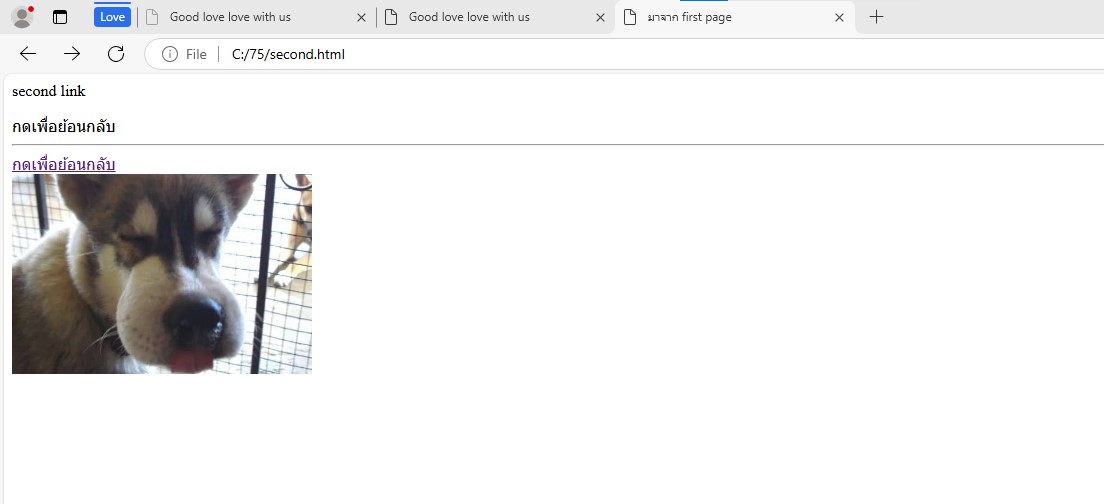 Love
Good love love with us
Good love love with us
มาจาก first page
File
C:/75/second.html
second link
กดเพื่อย้อนกลับ
กดเพื่อย้อนกลับ